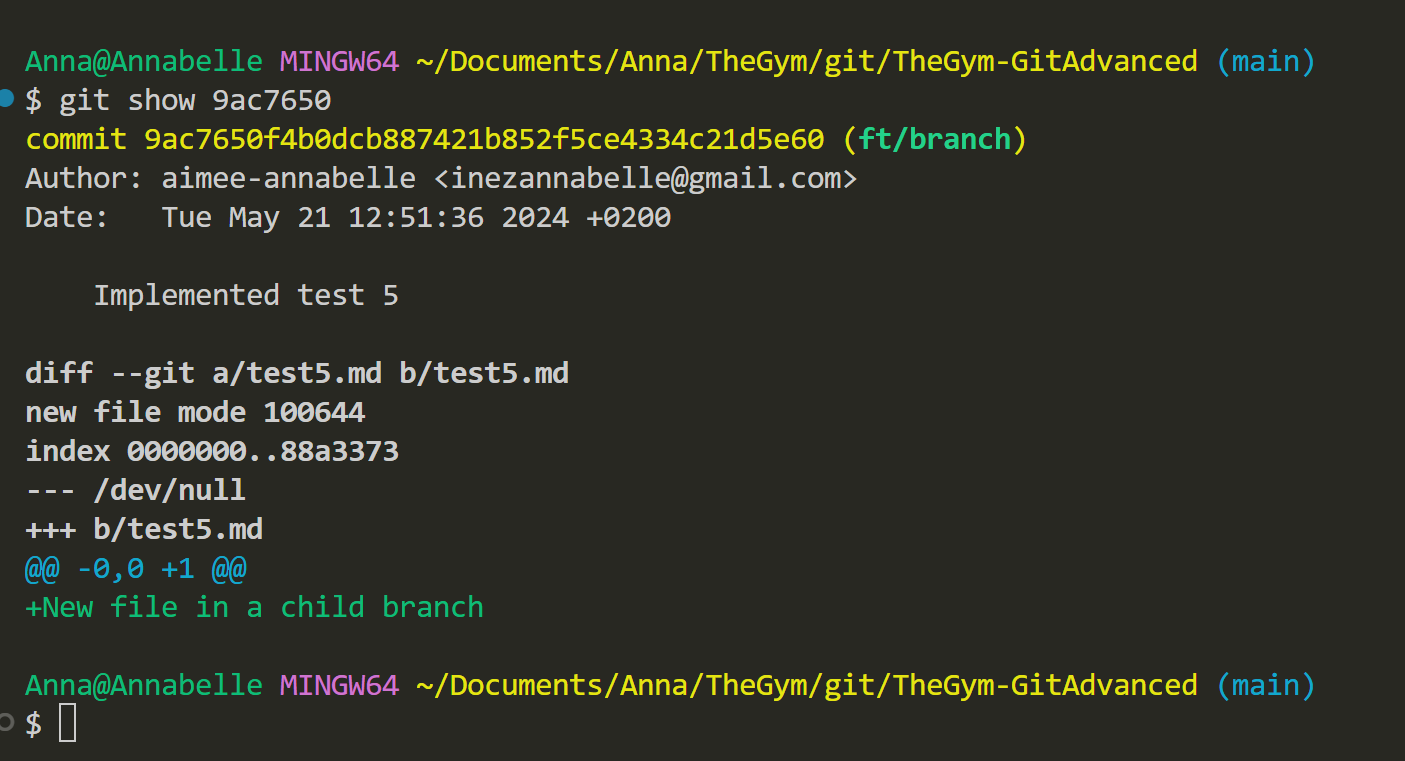 Anna@Annabelle MINGW64 ~/Documents/Anna/TheGym/git/TheGym-GitAdvanced (main)
$ git show 9ac7650
commit 9ac7650f4b0dcb887421b852f5ce4334c21d5e60 (ft/branch)
Author: aimee-annabelle <inezannabelle@gmail.com>
Date:   Tue May 21 12:51:36 2024 +0200
    Implemented test 5
diff --git a/test5.md b/test5.md
new file mode 100644
index 0000000..88a3373
--- /dev/null
+++ b/test5.md
@@ -0,0 +1 @@
+New file in a child branch
Anna@Annabelle MINGW64 ~/Documents/Anna/TheGym/git/TheGym-GitAdvanced (main)
$